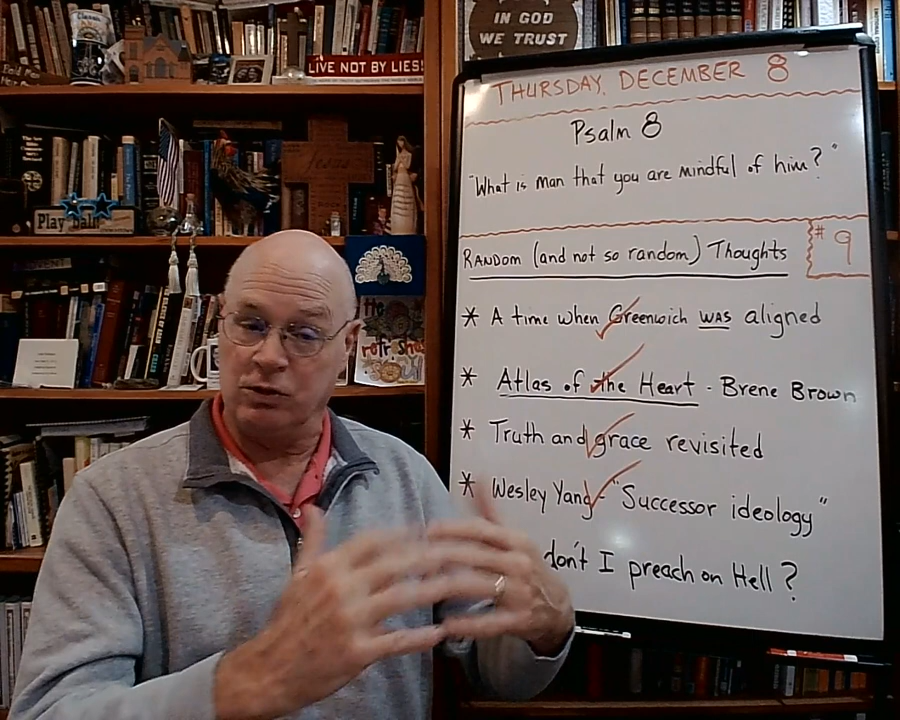 IN GOD
WE TRUST
LIVE NOT BY LIES!
Play ball
THURSDAY, DECEMBER 8
Psalm 8
"What is man that you are mindful of him?"
RANDOM (and not so random) Thoughts
# 9
* A time when Greenwich was aligned
* Atlas of the Heart - Brene Brown
* Truth and grace revisited
* Wesley Yang - "Successor ideology"
don't I preach on Hell?